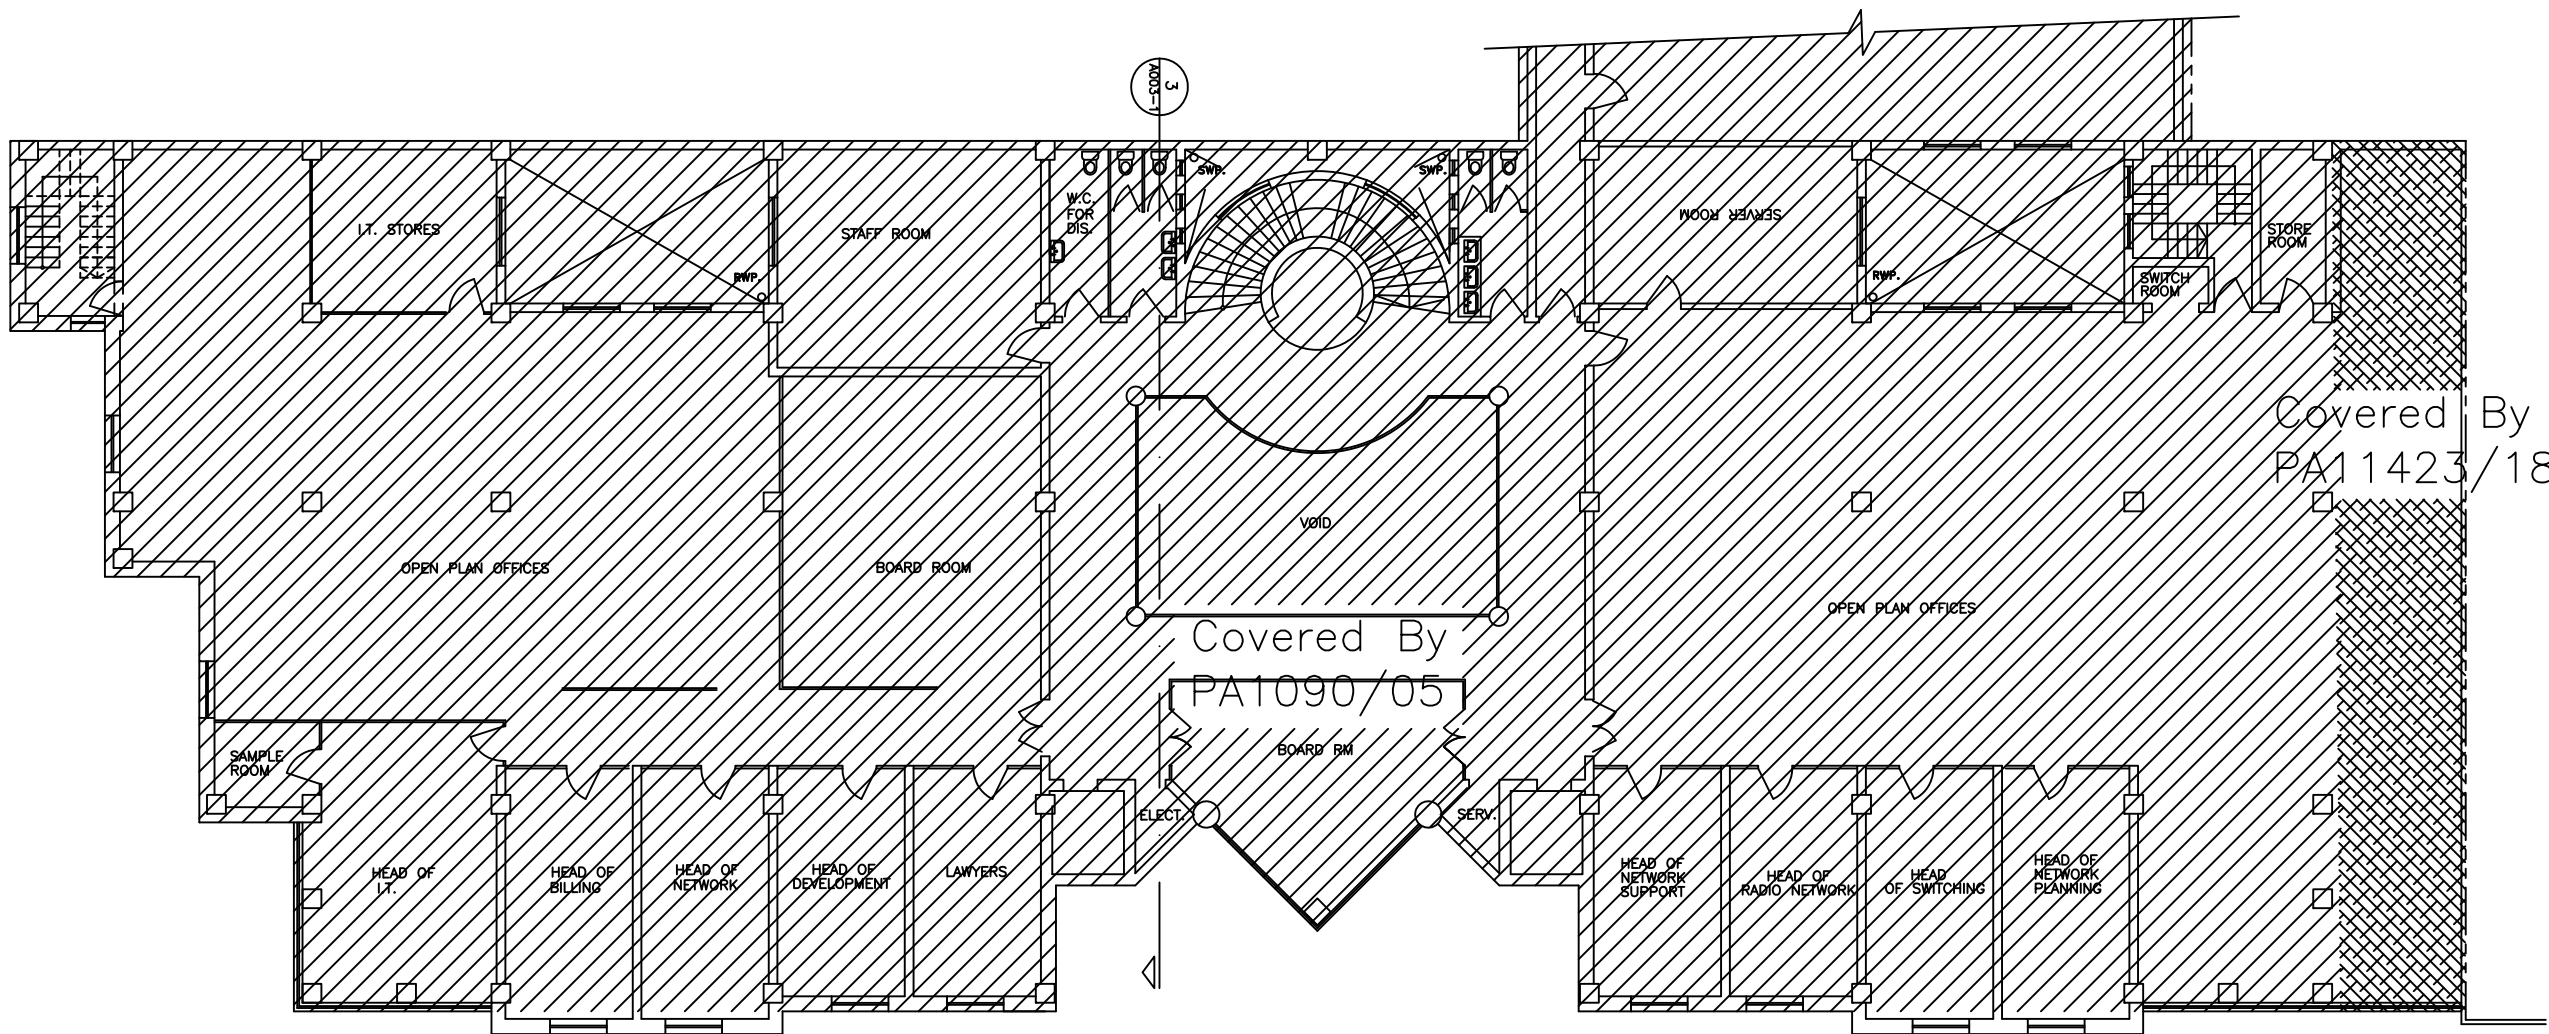 3
A003-1
I.T. STORES
RWP.
STAFF ROOM
W.C.
FOR
DIS.
SWP.
SWP.
SERVER ROOM
RWP.
SWITCH
ROOM
STORE
ROOM
Covered By
PA11423/18
VOID
OPEN PLAN OFFICES
BOARD ROOM
OPEN PLAN OFFICES
Covered By
PA1090/05
BOARD RM
SAMPLE
ROOM
ELECT.
SERV.
HEAD OF
I.T.
HEAD OF
BILLING
HEAD OF
NETWORK
HEAD OF
DEVELOPMENT
LAWYERS
HEAD OF
NETWORK
SUPPORT
HEAD OF
RADIO NETWORK
HEAD
OF SWITCHING
HEAD OF
NETWORK
PLANNING